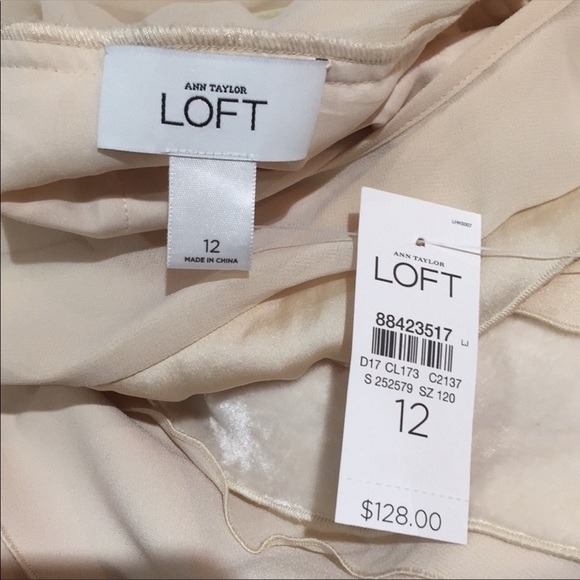 ANN TAYLOR
LOFT
12
MADE IN CHINA
ANN TAYLOR
LOFT
88423517
D17 CL173 C2137
S 252579 SZ 120
12
$128.00